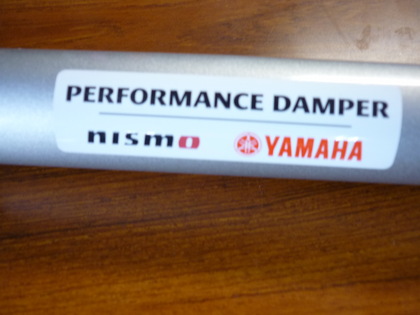 PERFORMANCE DAMPER
nismo YAMAHA